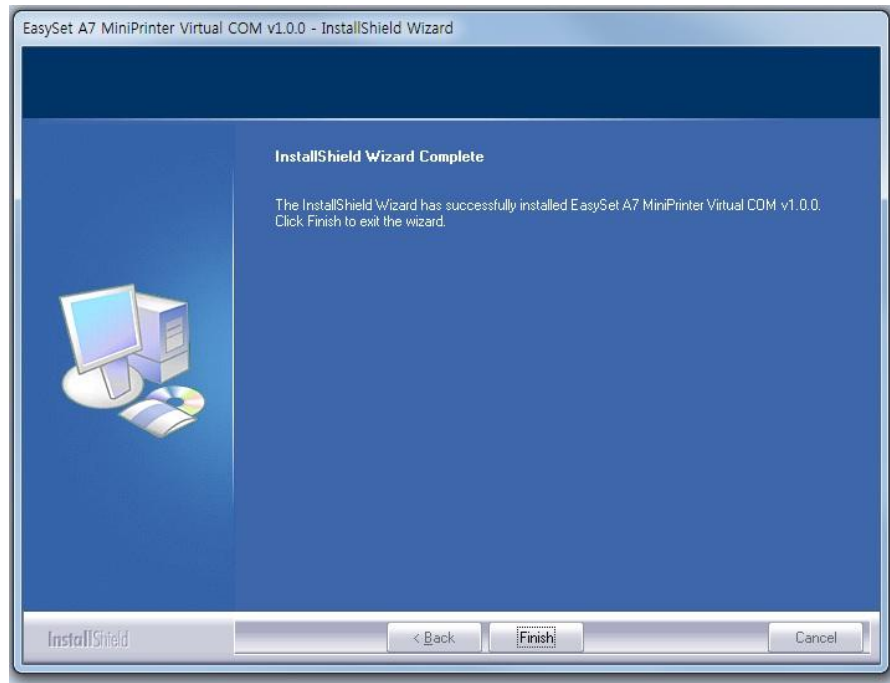 EasySet A7 MiniPrinter Virtual COM v1.0.0 - InstallShield Wizard
InstallShield Wizard Complete
The InstallShield Wizard has successfully installed EasySet A7 MiniPrinter Virtual COM v1.0.0.
Click Finish to exit the wizard.
InstallShield
< Back
Finish
Cancel